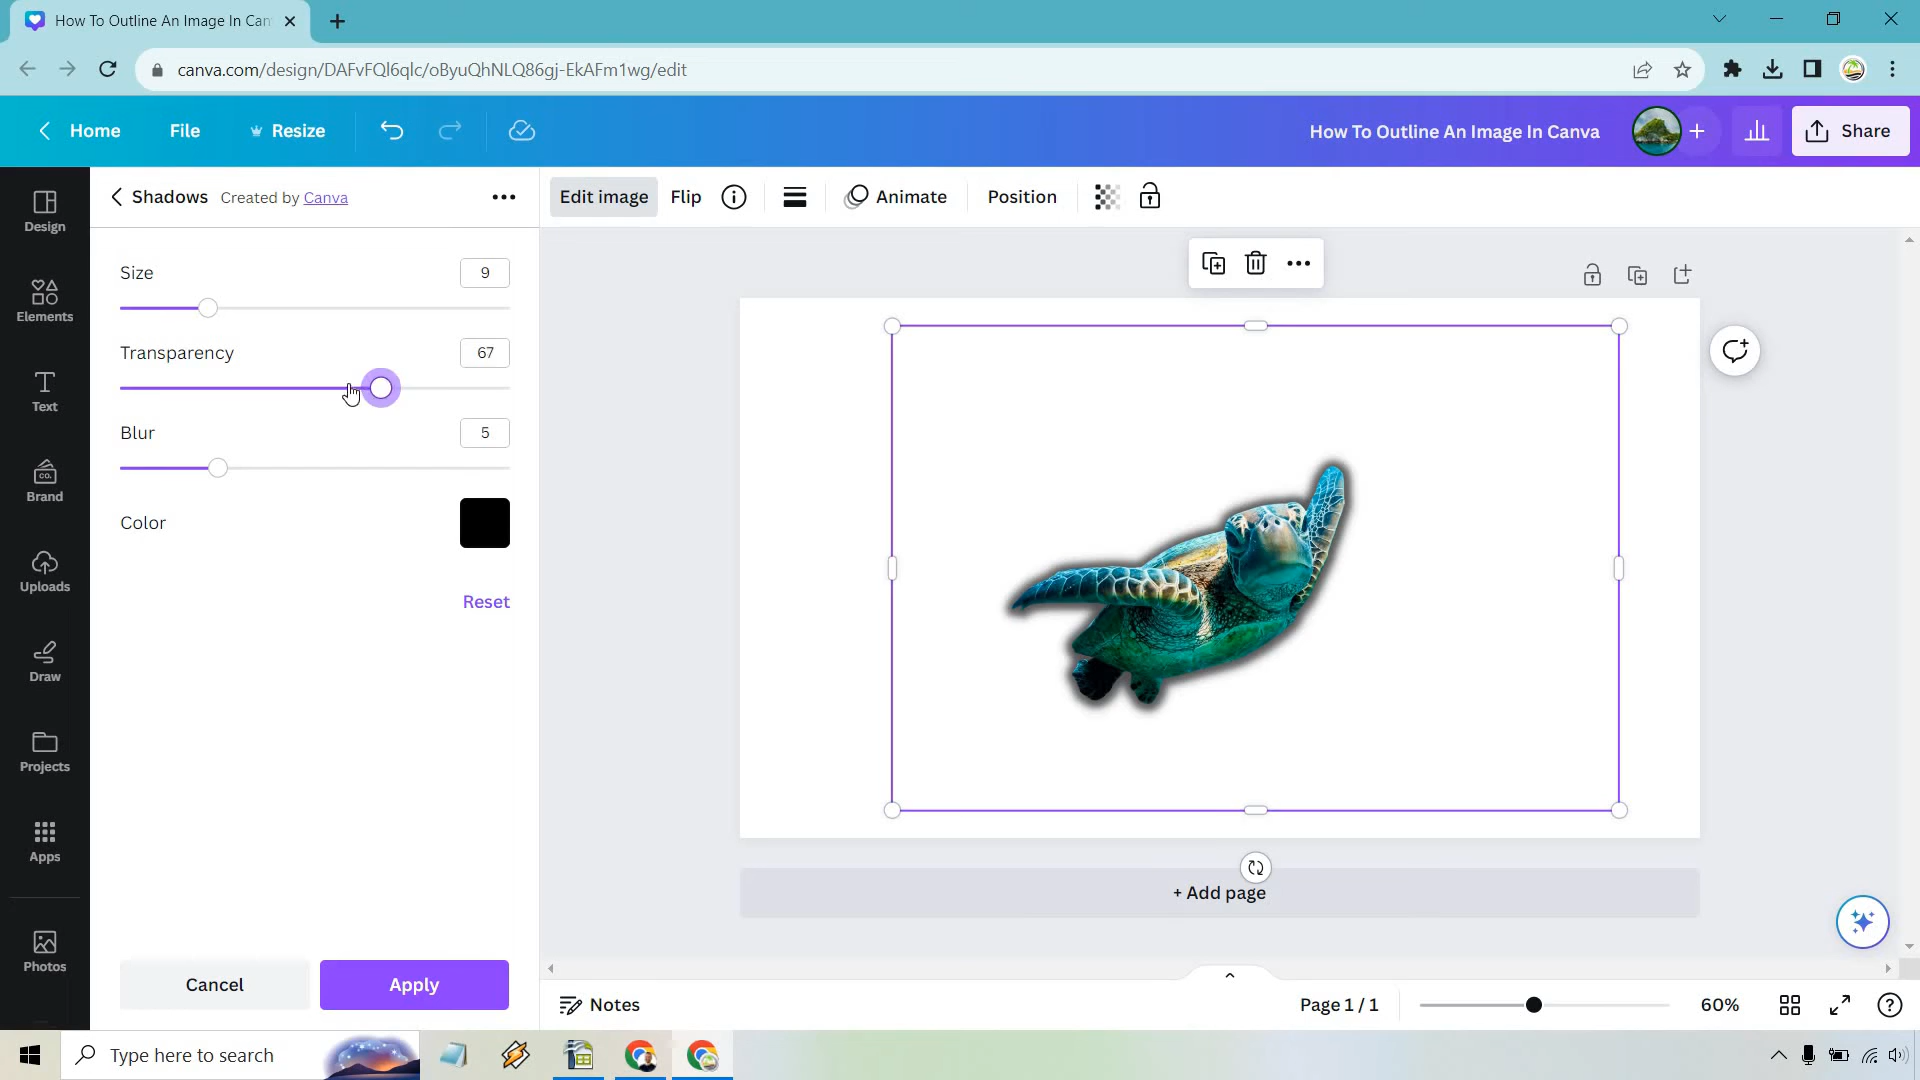 How To Outline An Image In Can
canva.com/design/DAFvFQl6qlc/oByuQhNLQ86gj-EkAFm1wg/edit
Home
File
Resize
How To Outline An Image In Canva
Share
Shadows
Created by Canva
Edit image
Flip
Animate
Position
Design
Elements
Text
Brand
CO.
Uploads
Draw
Projects
Apps
Photos
Size
9
Transparency
67
Blur
5
Color
Reset
Cancel
Apply
+ Add page
Notes
Page 1 / 1
60%
Type here to search